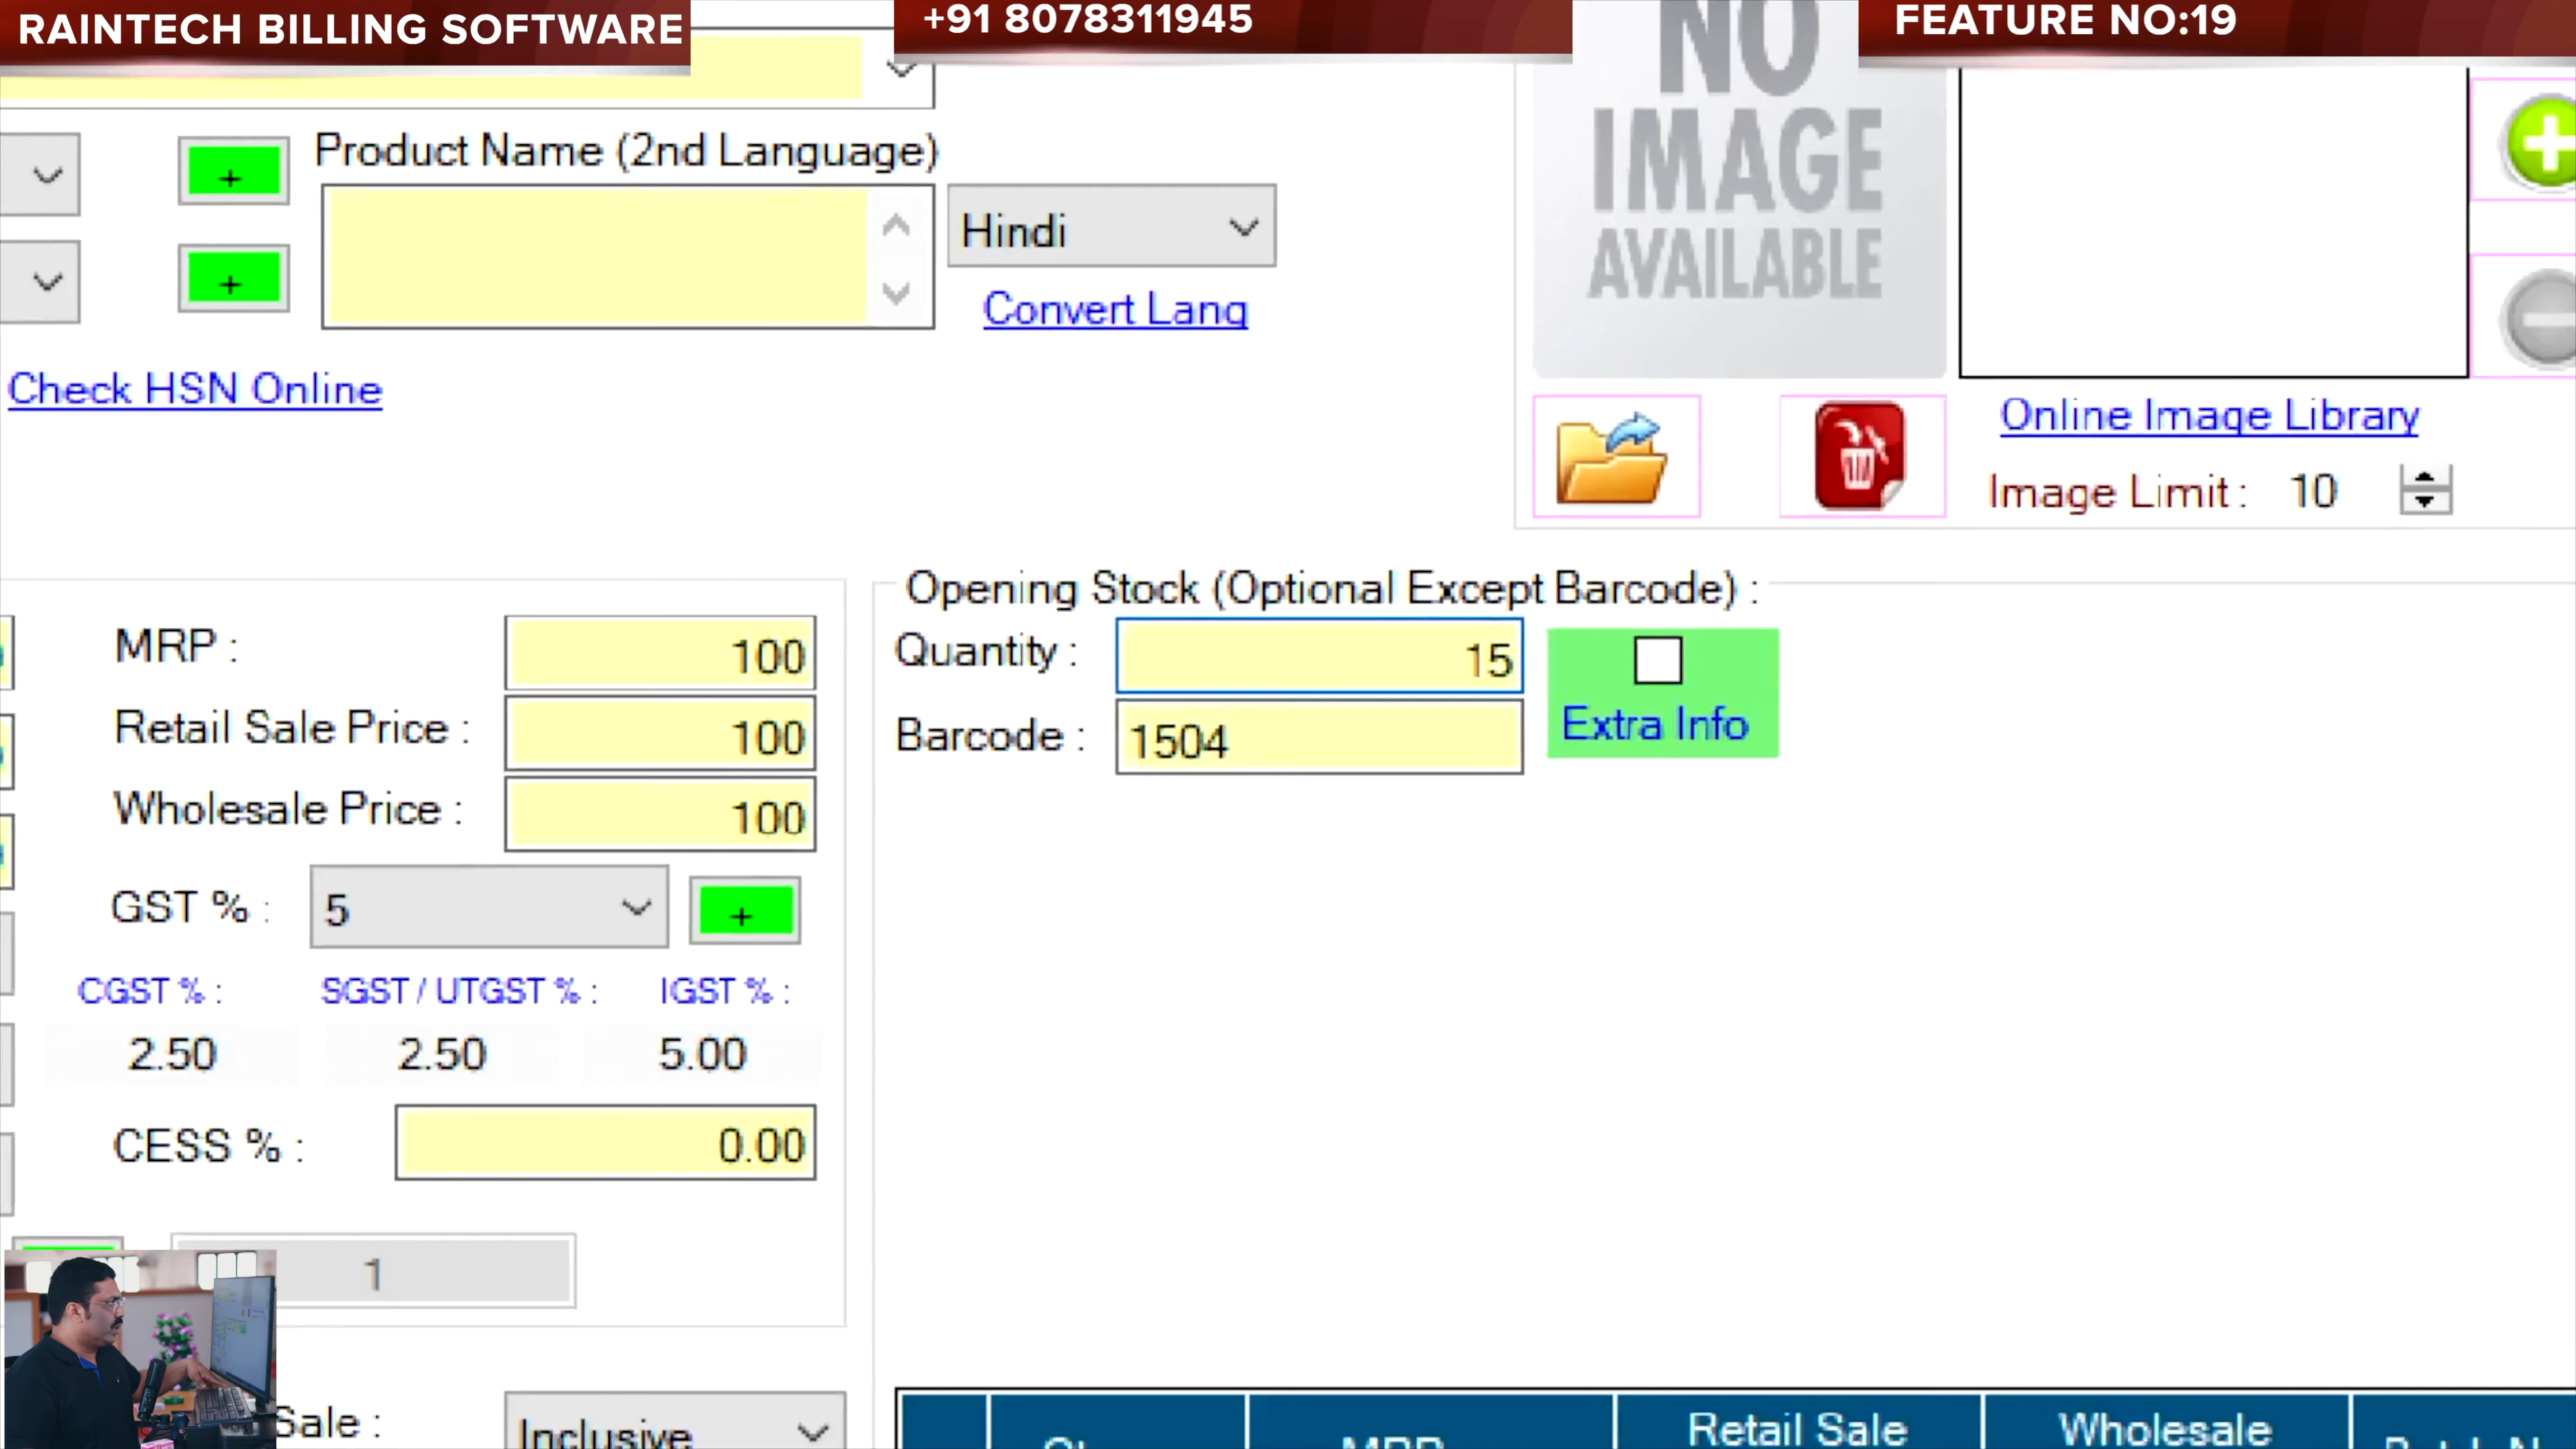 RAINTECH BILLING SOFTWARE
+91 8078311945
FEATURE NO:19
NO
IMAGE
AVAILABLE
+
Product Name (2nd Language)
Hindi
+
Convert Lang
Check HSN Online
Online Image Library
Image Limit : 10
Opening Stock (Optional Except Barcode) :
MRP : 100
Quantity : 15
Extra Info
Retail Sale Price : 100
Barcode : 1504
Wholesale Price : 100
GST % : 5
+
CGST % : SGST / UTGST % : IGST % :
2.50 2.50 5.00
CESS % : 0.00
1
Sale : Inclusive
MRP
Retail Sale
Wholesale